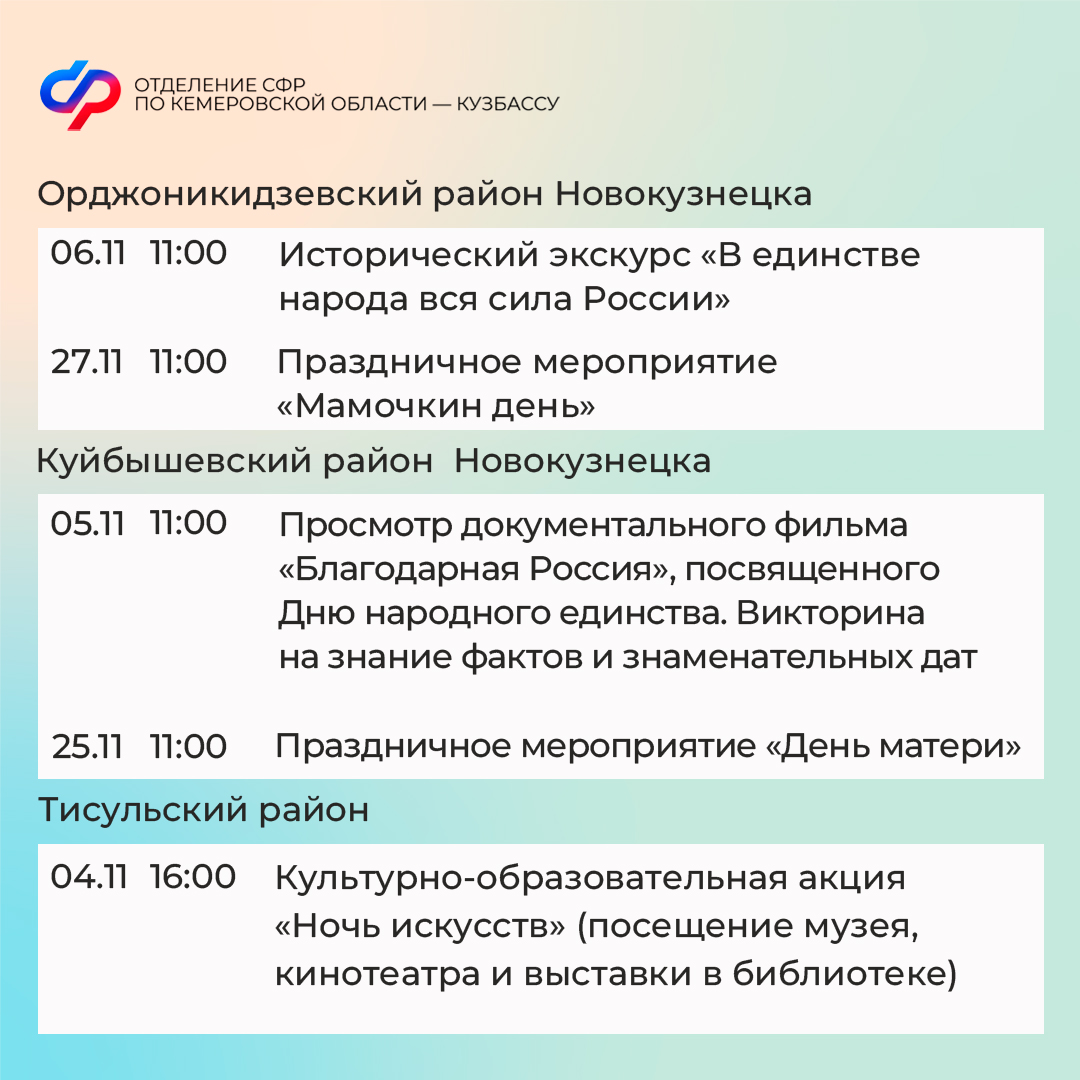 ОТДЕЛЕНИЕ СФР
ПО КЕМЕРОВСКОЙ ОБЛАСТИ — КУЗБАССУ
Орджоникидзевский район Новокузнецка
06.11 11:00 Исторический экскурс «В единстве
народа вся сила России»
27.11 11:00 Праздничное мероприятие
«Мамочкин день»
Куйбышевский район Новокузнецка
05.11 11:00 Просмотр документального фильма
«Благодарная Россия», посвященного
Дню народного единства. Викторина
на знание фактов и знаменательных дат
25.11 11:00 Праздничное мероприятие «День матери»
Тисульский район
04.11 16:00 Культурно-образовательная акция
«Ночь искусств» (посещение музея,
кинотеатра и выставки в библиотеке)